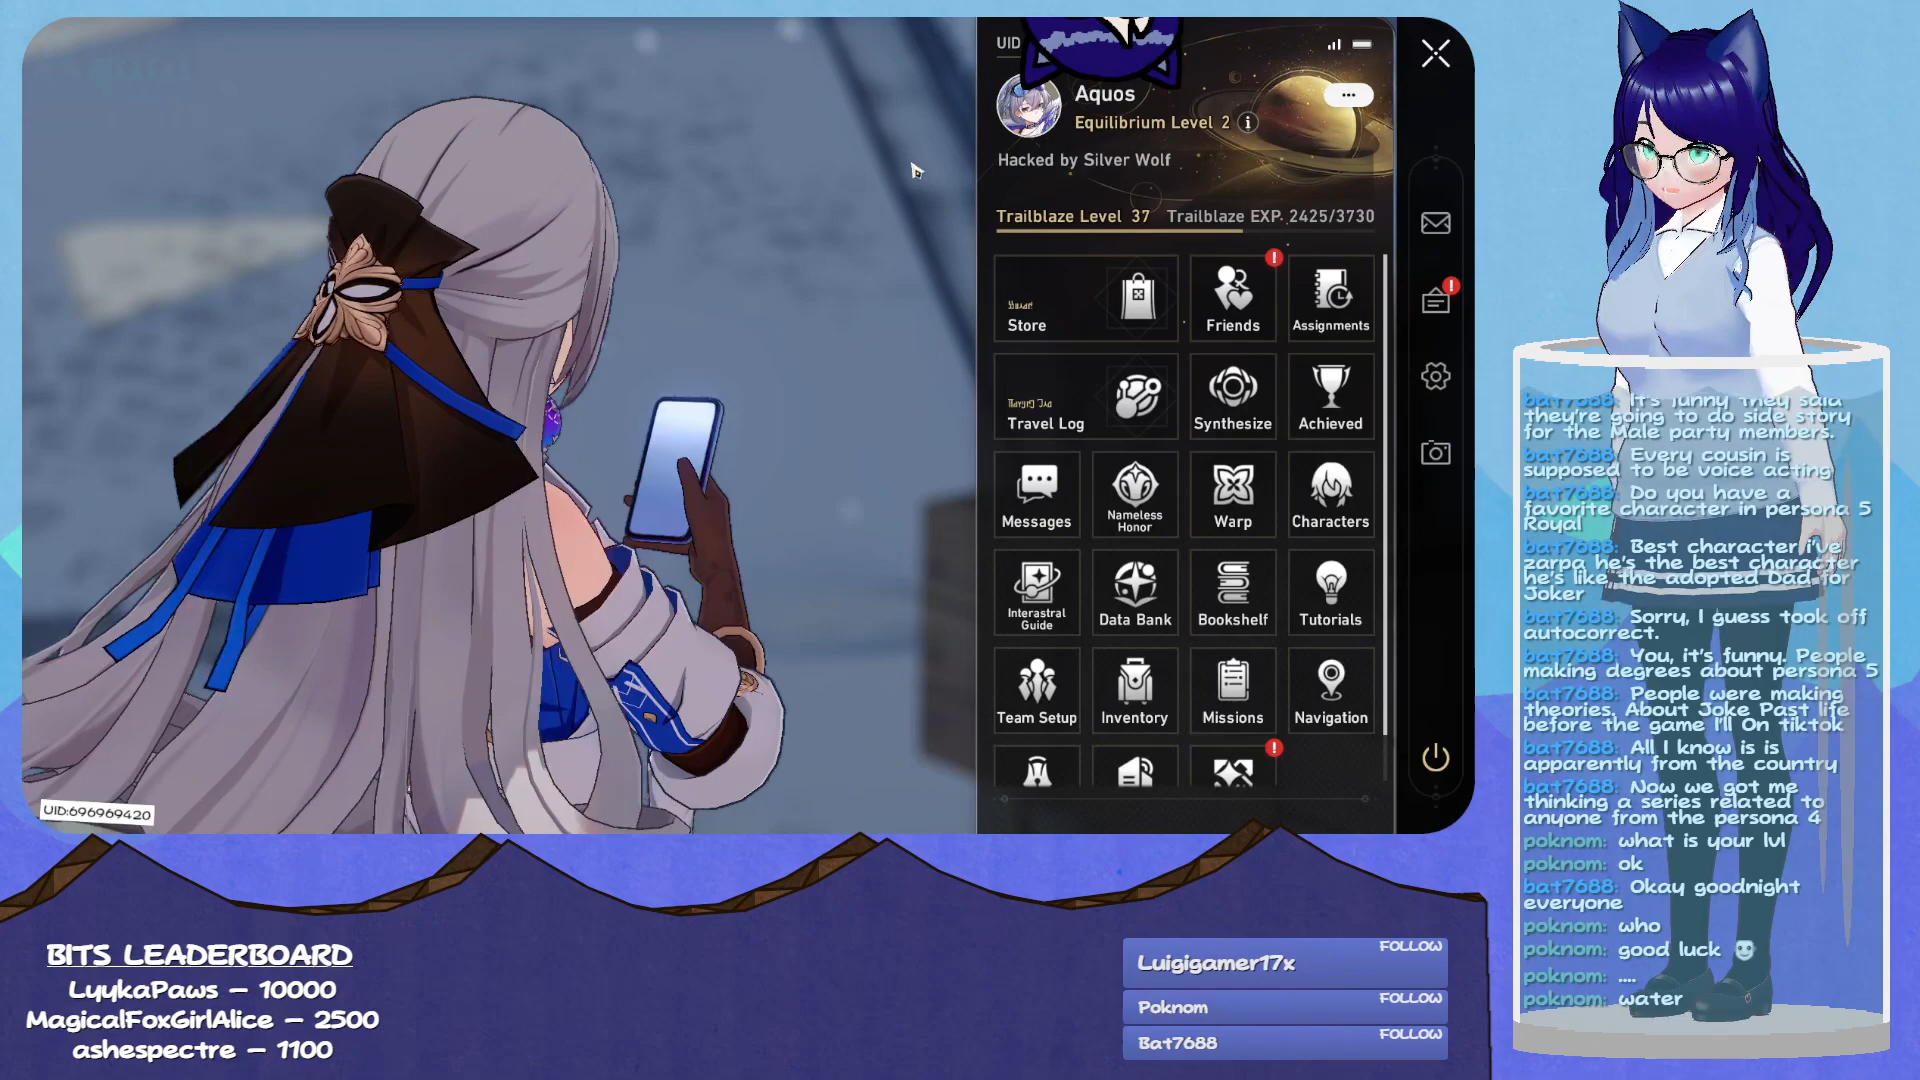 UID
Aquos
Equilibrium Level 2
Hacked by Silver Wolf
Trailblaze Level 37 Trailblaze EXP. 2425/3730
Store
Friends
Assignments
Travel Log
Synthesize
Achieved
Messages
Nameless
Honor
Warp
Characters
Interastral
Guide
Data Bank
Bookshelf
Tutorials
Team Setup
Inventory
Missions
Navigation
UID:696969420
BITS LEADERBOARD
LyykaPaws – 10000
MagicalFoxGirlAlice – 2500
ashespectre – 1100
Luigigamer17x FOLLOW
Poknom FOLLOW
Bat7688 FOLLOW
bat7688: It's funny they said
they're going to do side story
for the Male party members.
bat7688: Every cousin is
supposed to be voice acting
bat7688: Do you have a
favorite character in persona 5
Royal
bat7688: Best character i've
zarpa he's the best character
he's like the adopted Dad for
Joker
bat7688: Sorry, I guess took off
autocorrect.
bat7688: You, it's funny. People
making degrees about persona 5
bat7688: People were making
theories. About Joke Past life
before the game I'll On tiktok
bat7688: All I know is is
apparently from the country
bat7688: Now we got me
thinking a series related to
anyone from the persona 4
poknom: what is your lvl
poknom: ok
bat7688: Okay goodnight
everyone
poknom: who
poknom: good luck
poknom: ....
poknom: water